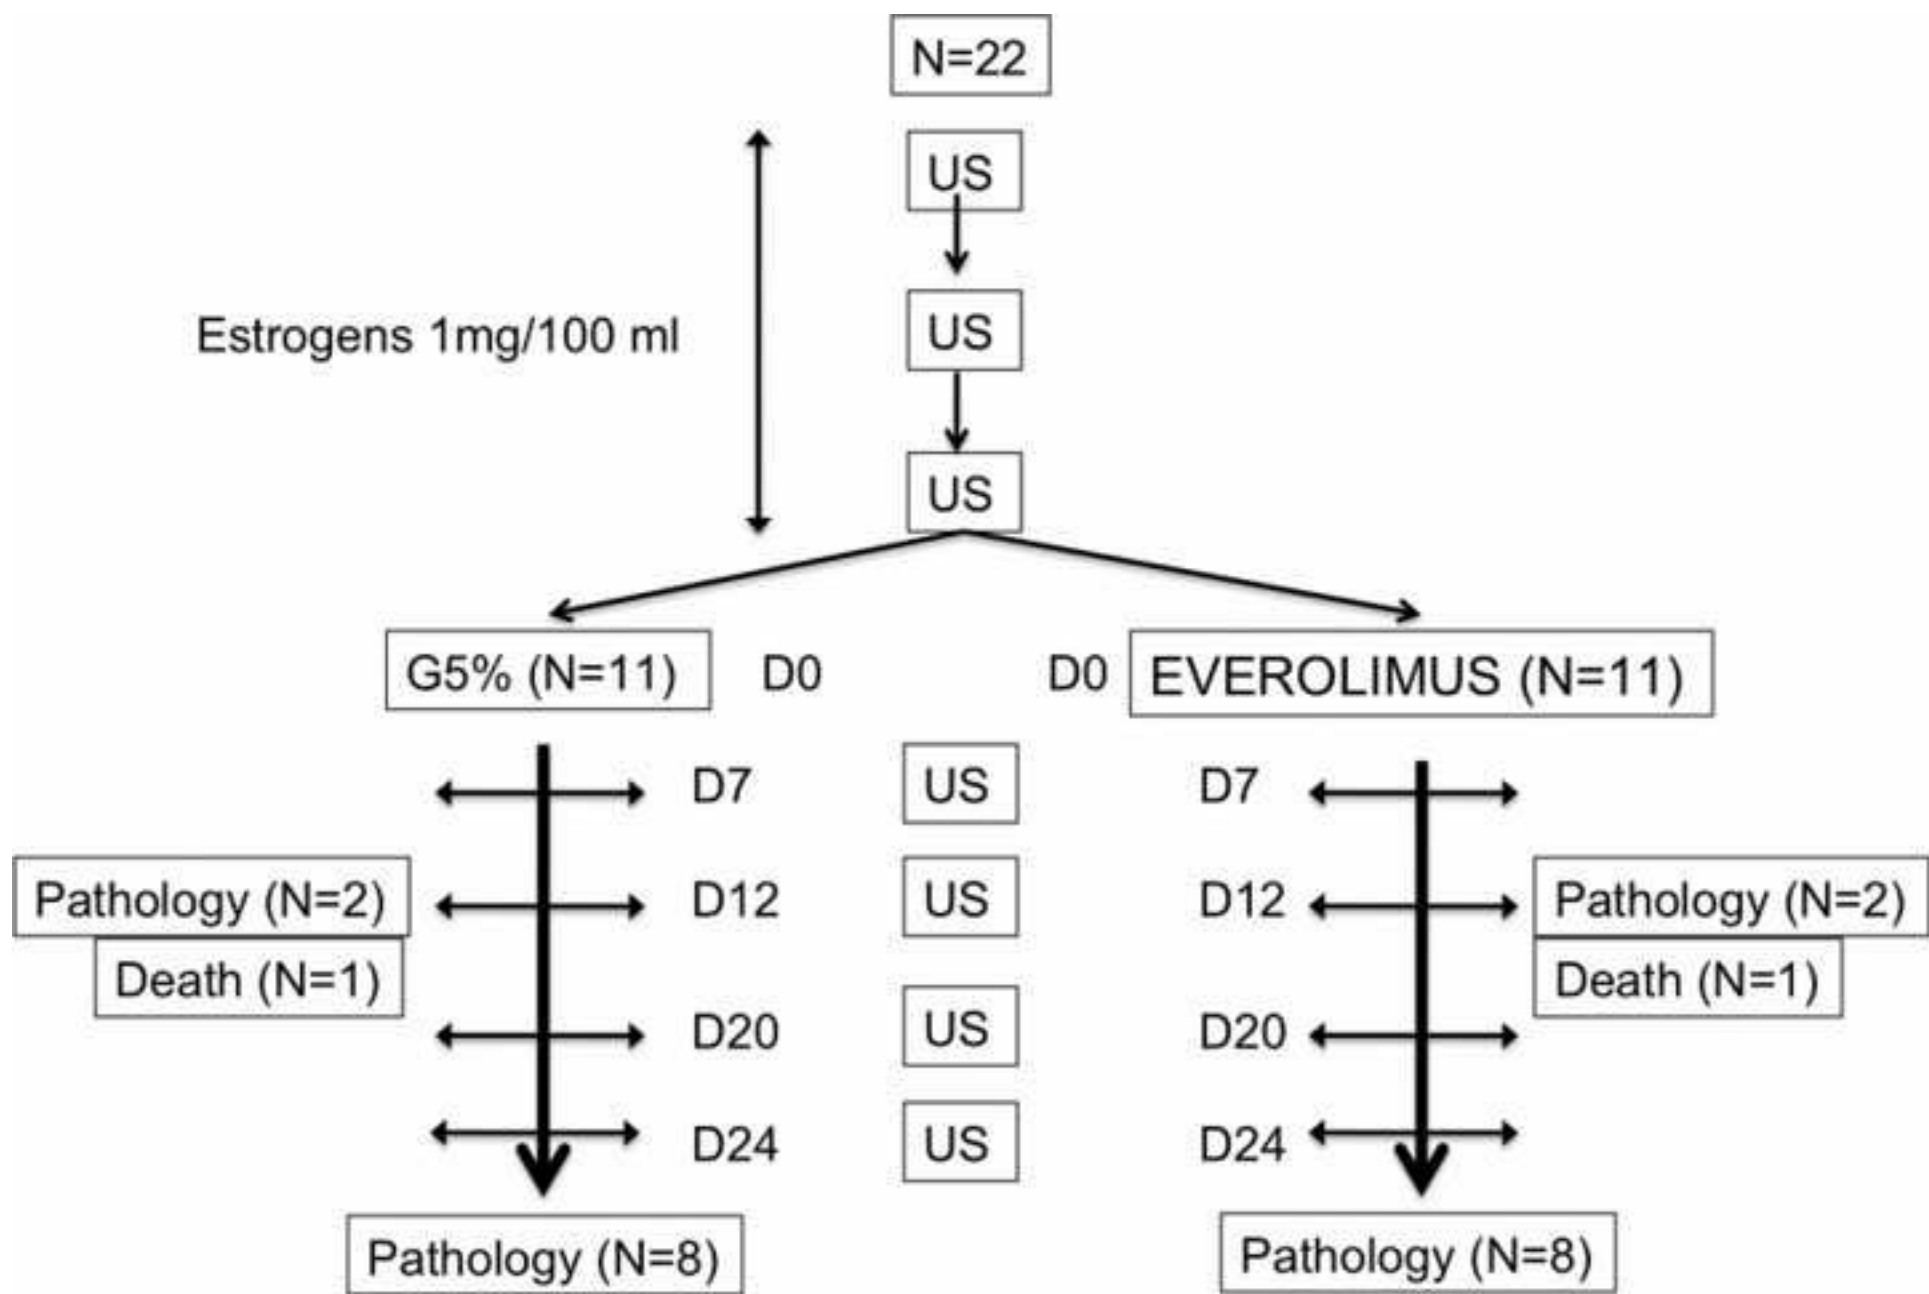 N=22
US
US
Estrogens 1mg/100 ml
US
G5% (N=11) D0 D0 EVEROLIMUS (N=11)
D7 US D7
Pathology (N=2) D12 US D12 Pathology (N=2)
Death (N=1) Death (N=1)
D20 US D20
D24 US D24
Pathology (N=8) Pathology (N=8)